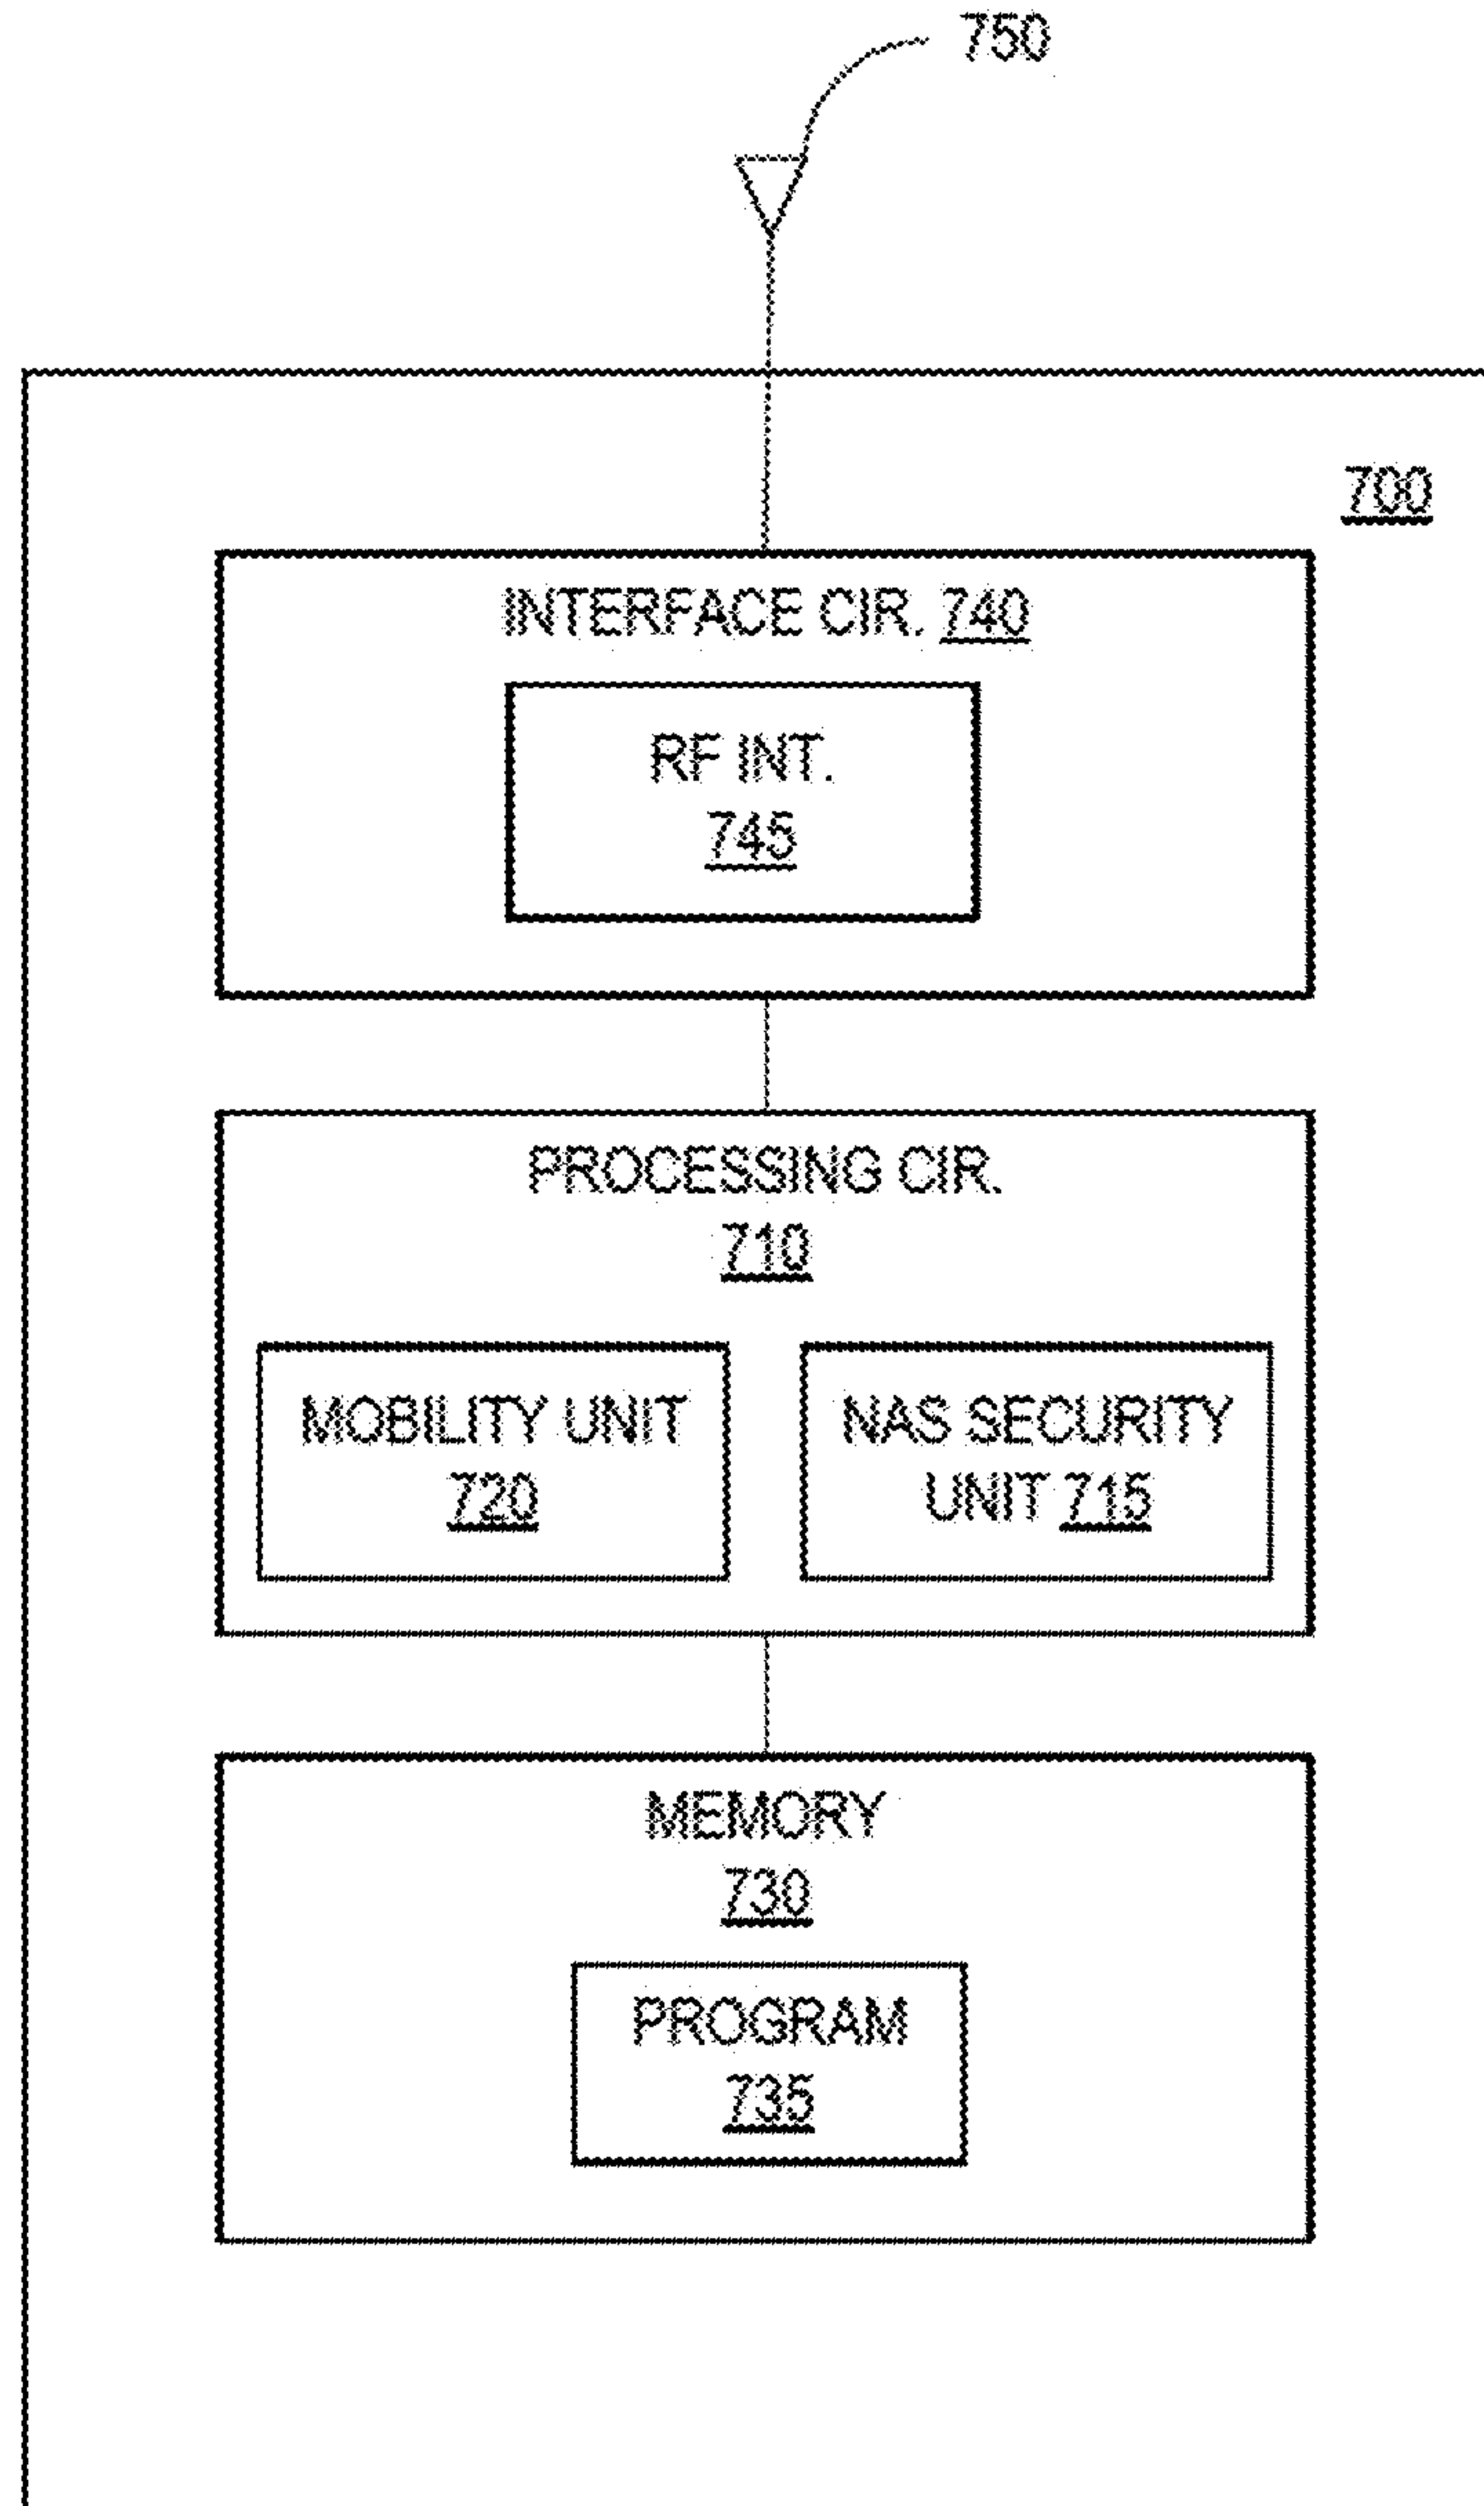 750
700
INTERFACE CIR. 740
RF INT.
745
PROCESSING CIR.
710
MOBILITY UNIT
720
NAS SECURITY
UNIT 715
MEMORY
730
PROGRAM
735